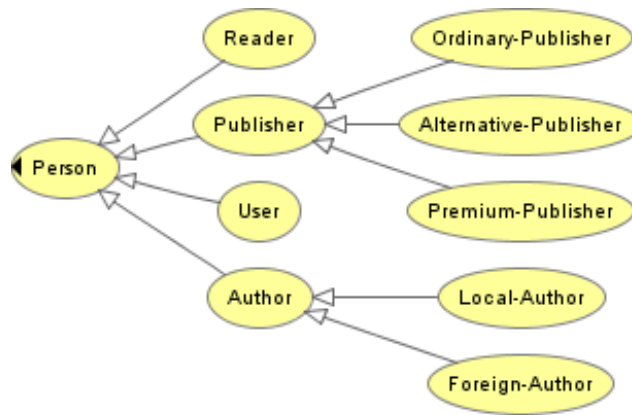 Reader
Ordinary-Publisher
Publisher
Alternative-Publisher
Person
User
Premium-Publisher
Author
Local-Author
Foreign-Author